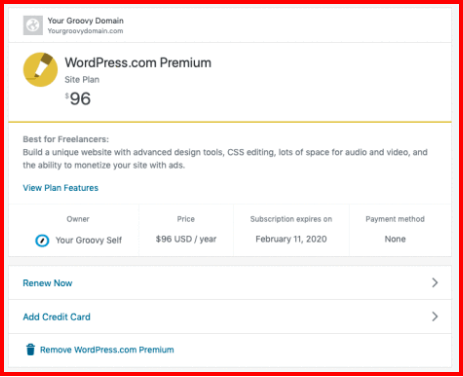 Your Groovy Domain
Yourgroovydomain.com
WordPress.com Premium
Site Plan
$96
Best for Freelancers:
Build a unique website with advanced design tools, CSS editing, lots of space for audio and video, and
the ability to monetize your site with ads.
View Plan Features
Owner Price Subscription expires on Payment method
Your Groovy Self $96 USD / year February 11, 2020 None
Renew Now
Add Credit Card
Remove WordPress.com Premium